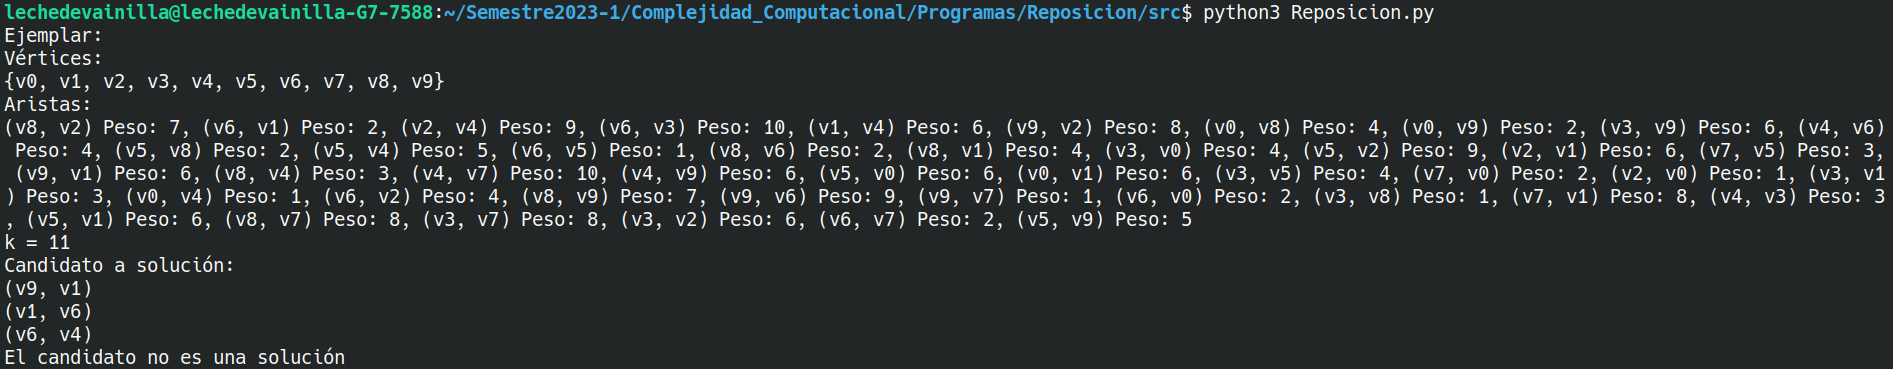 lechedevainilla@lechedevainilla-G7-7588:~/Semestre2023-1/Complejidad_Computacional/Programas/Reposicion/src$ python3 Reposicion.py
Ejemplar:
Vértices:
{v0, v1, v2, v3, v4, v5, v6, v7, v8, v9}
Aristas:
(v8, v2) Peso: 7, (v6, v1) Peso: 2, (v2, v4) Peso: 9, (v6, v3) Peso: 10, (v1, v4) Peso: 6, (v9, v2) Peso: 8, (v0, v8) Peso: 4, (v0, v9) Peso: 2, (v3, v9) Peso: 6, (v4, v6)
 Peso: 4, (v5, v8) Peso: 2, (v5, v4) Peso: 5, (v6, v5) Peso: 1, (v8, v6) Peso: 2, (v8, v1) Peso: 4, (v3, v0) Peso: 4, (v5, v2) Peso: 9, (v2, v1) Peso: 6, (v7, v5) Peso: 3,
 (v9, v1) Peso: 6, (v8, v4) Peso: 3, (v4, v7) Peso: 10, (v4, v9) Peso: 6, (v5, v0) Peso: 6, (v0, v1) Peso: 6, (v3, v5) Peso: 4, (v7, v0) Peso: 2, (v2, v0) Peso: 1, (v3, v1
) Peso: 3, (v0, v4) Peso: 1, (v6, v2) Peso: 4, (v8, v9) Peso: 7, (v9, v6) Peso: 9, (v9, v7) Peso: 1, (v6, v0) Peso: 2, (v3, v8) Peso: 1, (v7, v1) Peso: 8, (v4, v3) Peso: 3
, (v5, v1) Peso: 6, (v8, v7) Peso: 8, (v3, v7) Peso: 8, (v3, v2) Peso: 6, (v6, v7) Peso: 2, (v5, v9) Peso: 5
k = 11
Candidato a solución:
(v9, v1)
(v1, v6)
(v6, v4)
El candidato no es una solución